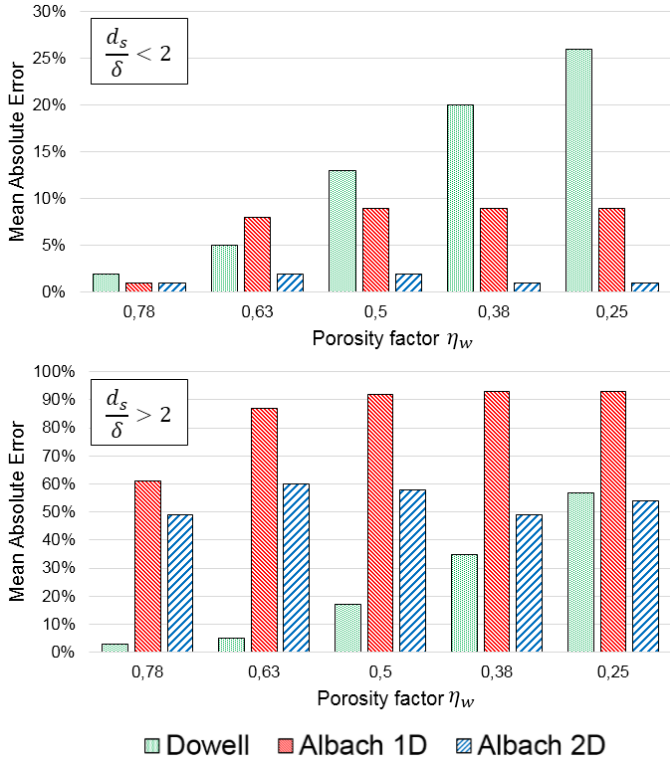 30%
25%
20%
15%
10%
5%
0%
Mean Absolute Error
d_s/δ < 2
0,78 0,63 0,5 0,38 0,25
Porosity factor η_w
100%
90%
80%
70%
60%
50%
40%
30%
20%
10%
0%
Mean Absolute Error
d_s/δ > 2
0,78 0,63 0,5 0,38 0,25
Porosity factor η_w
Dowell Albach 1D Albach 2D